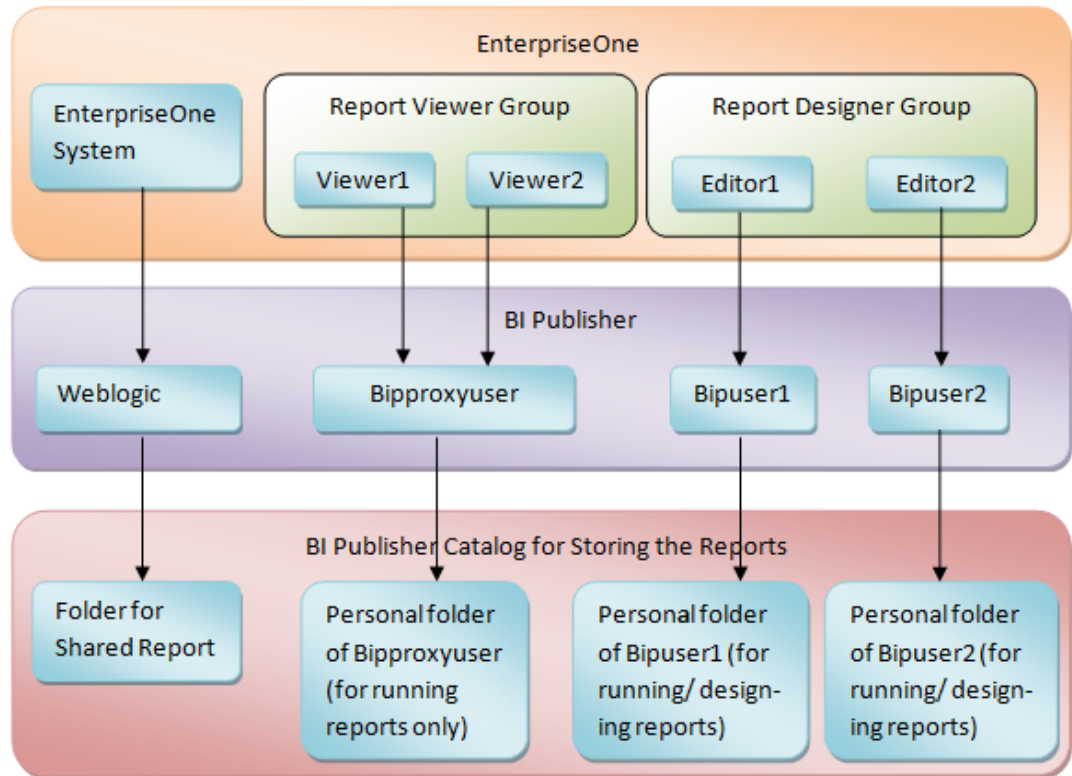 EnterpriseOne
EnterpriseOne
System
Report Viewer Group
Viewer1
Viewer2
Report Designer Group
Editor1
Editor2
BI Publisher
Weblogic
Bipproxyuser
Bipuser1
Bipuser2
BI Publisher Catalog for Storing the Reports
Folder for
Shared Report
Personal folder
of Bipproxyuser
(for running
reports only)
Personal folder
of Bipuser1 (for
running/ design-
ing reports)
Personal folder
of Bipuser2 (for
running/ design-
ing reports)